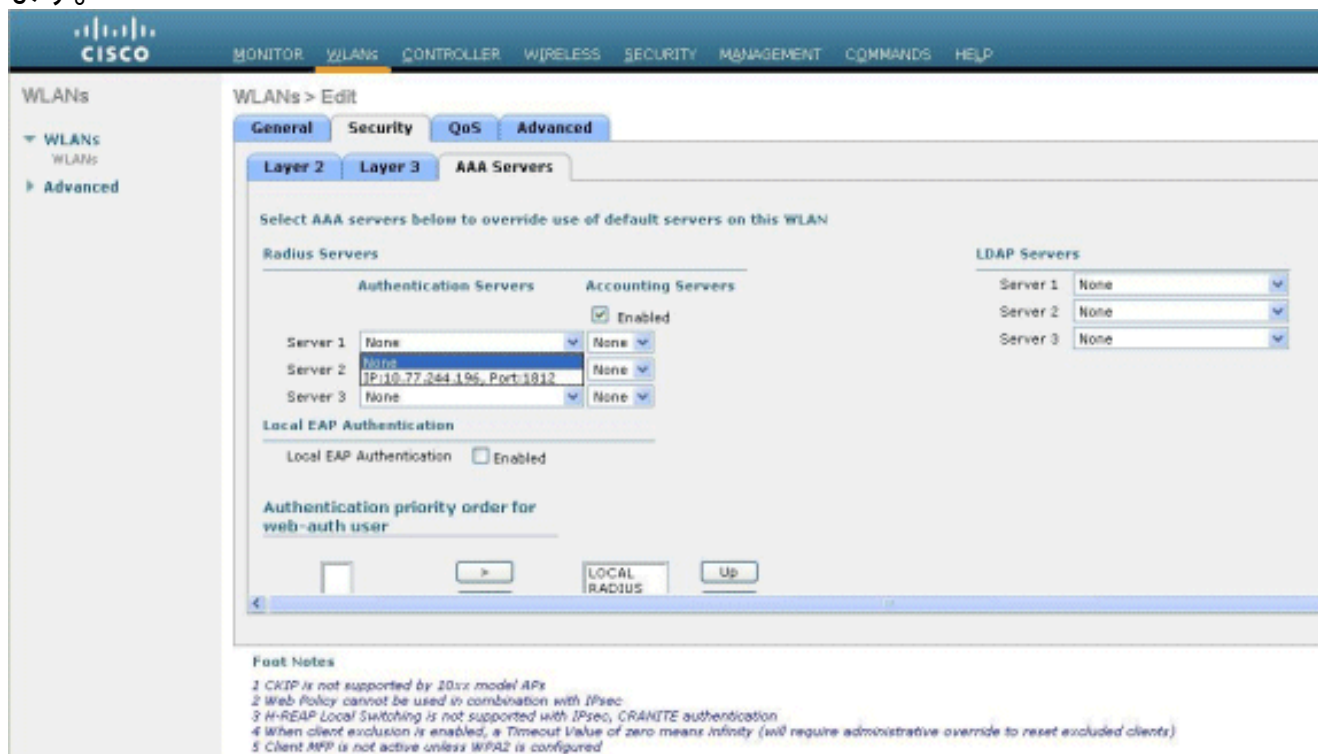 ます。
CISCO
MONITOR WLANs CONTROLLER WIRELESS SECURITY MANAGEMENT COMMANDS HELP
WLANs
WLANs
WLANs
Advanced
WLANs > Edit
General Security QoS Advanced
Layer 2 Layer 3 AAA Servers
Select AAA servers below to override use of default servers on this WLAN
Radius Servers
Authentication Servers Accounting Servers
Enabled
Server 1 None None
Server 2 None None
IP:10.77.244.196, Port:1812
Server 3 None None
LDAP Servers
Server 1 None
Server 2 None
Server 3 None
Local EAP Authentication
Local EAP Authentication Enabled
Authentication priority order for
web-auth user
> LOCAL Up
RADIUS
Foot Notes
1 CKIP is not supported by 10xx model APs
2 Web Policy cannot be used in combination with IPsec
3 H-REAP Local Switching is not supported with IPsec, CRANITE authentication
4 When client exclusion is enabled, a Timeout Value of zero means infinity (will require administrative override to reset excluded clients)
5 Client MFP is not active unless WPA2 is configured